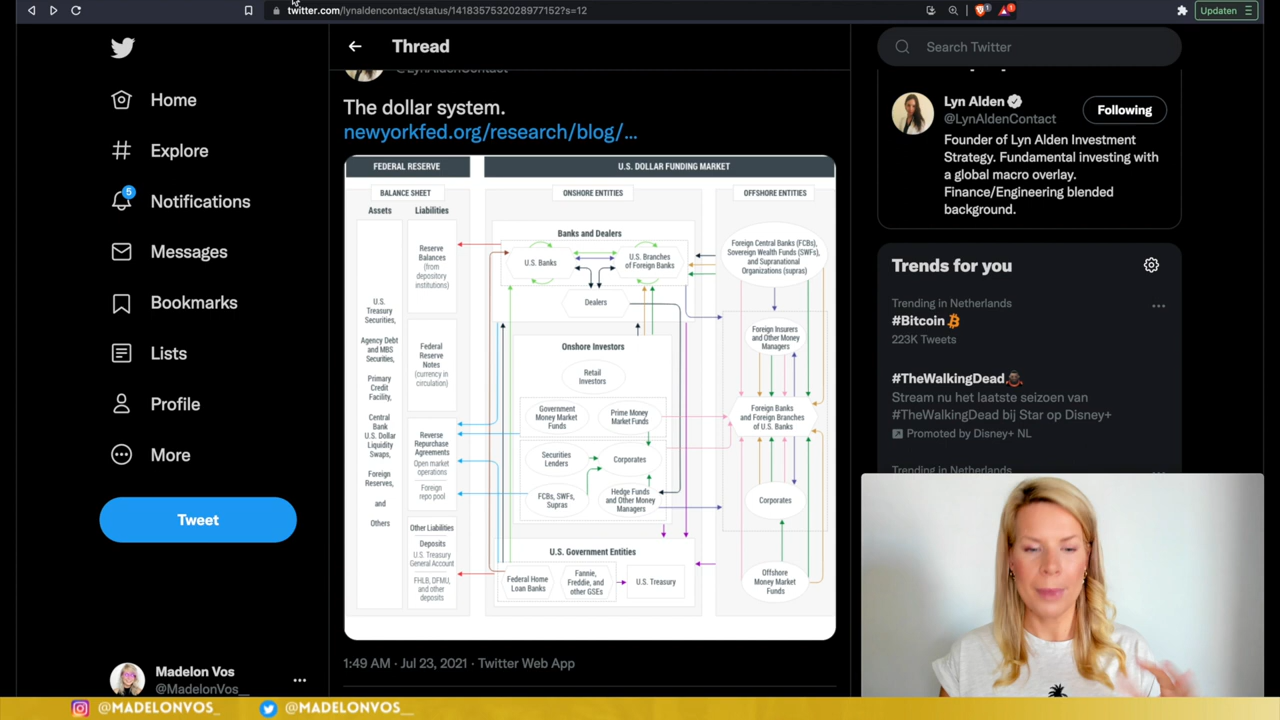 twitter.com/lynaldencontact/status/1418357532028977152?s=12
Updaten
Home
Explore
5
Notifications
Messages
Bookmarks
Lists
Profile
More
Tweet
Madelon Vos
@MadelonVos__
Thread
@LynAldenContact
The dollar system.
newyorkfed.org/research/blog/…
FEDERAL RESERVE
U.S. DOLLAR FUNDING MARKET
BALANCE SHEET
ONSHORE ENTITIES
OFFSHORE ENTITIES
Assets
Liabilities
U.S.
Treasury
Securities,
Agency Debt
and MBS
Securities,
Primary
Credit
Facility,
Central
Bank
U.S. Dollar
Liquidity
Swaps,
Foreign
Reserves,
and
Others
Reserve
Balances
(from
depository
institutions)
Federal
Reserve
Notes
(currency in
circulation)
Reverse
Repurchase
Agreements
Open market
operations
Foreign
repo pool
Other Liabilities
Deposits
U.S. Treasury
General Account
FHLB, DFMU,
and other
deposits
Banks and Dealers
U.S. Banks
U.S. Branches
of Foreign Banks
Dealers
Onshore Investors
Retail
Investors
Government
Money Market
Funds
Prime Money
Market Funds
Securities
Lenders
Corporates
FCBs, SWFs,
Supras
Hedge Funds
and Other Money
Managers
U.S. Government Entities
Federal Home
Loan Banks
Fannie,
Freddie, and
other GSEs
U.S. Treasury
Foreign Central Banks (FCBs),
Sovereign Wealth Funds (SWFs),
and Supranational
Organizations (supras)
Foreign Insurers
and Other Money
Managers
Foreign Banks
and Foreign Branches
of U.S. Banks
Corporates
Offshore
Money Market
Funds
1:49 AM · Jul 23, 2021 · Twitter Web App
Search Twitter
Lyn Alden
@LynAldenContact
Following
Founder of Lyn Alden Investment
Strategy. Fundamental investing with
a global macro overlay.
Finance/Engineering blended
background.
Trends for you
Trending in Netherlands
#Bitcoin
223K Tweets
#TheWalkingDead
Stream nu het laatste seizoen van
#TheWalkingDead bij Star op Disney+
Promoted by Disney+ NL
Trending in Netherlands
@MADELONVOS_
@MADELONVOS__